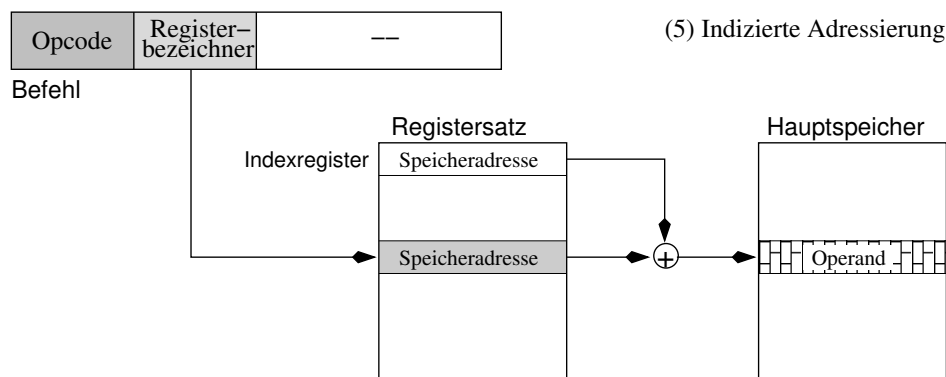 (5) Indizierte Adressierung
Opcode
Register–
bezeichner
––
Befehl
Registersatz
Hauptspeicher
Indexregister
Speicheradresse
Speicheradresse
+
Operand